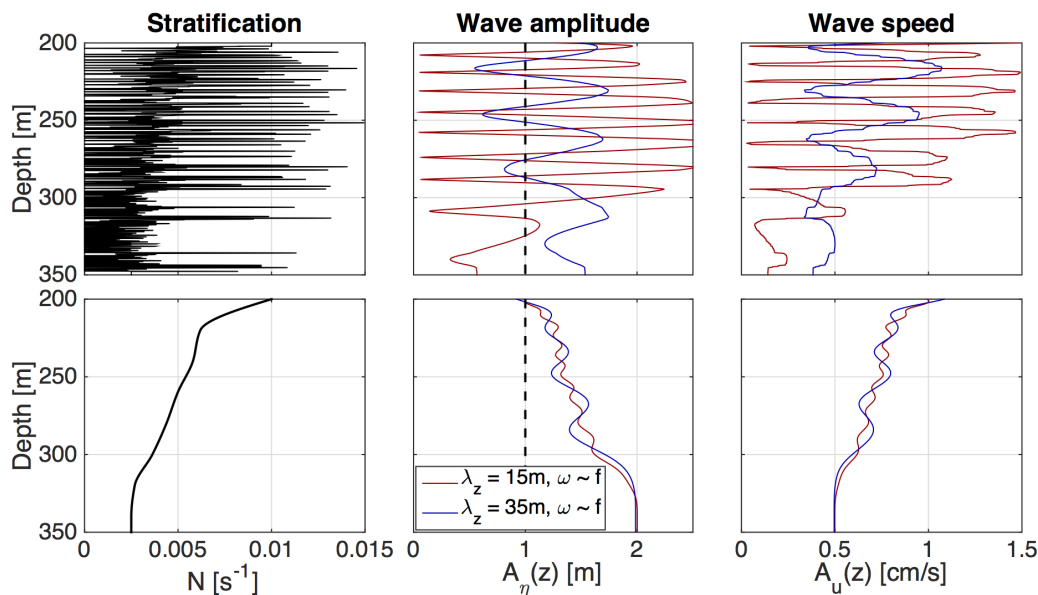 Stratification
Wave amplitude
Wave speed
200
250
300
350
Depth [m]
200
250
300
350
Depth [m]
0
0.005
0.01
0.015
N [s⁻¹]
λz = 15m, ω ~ f
λz = 35m, ω ~ f
0
1
2
Aη(z) [m]
0
0.5
1
1.5
Au(z) [cm/s]